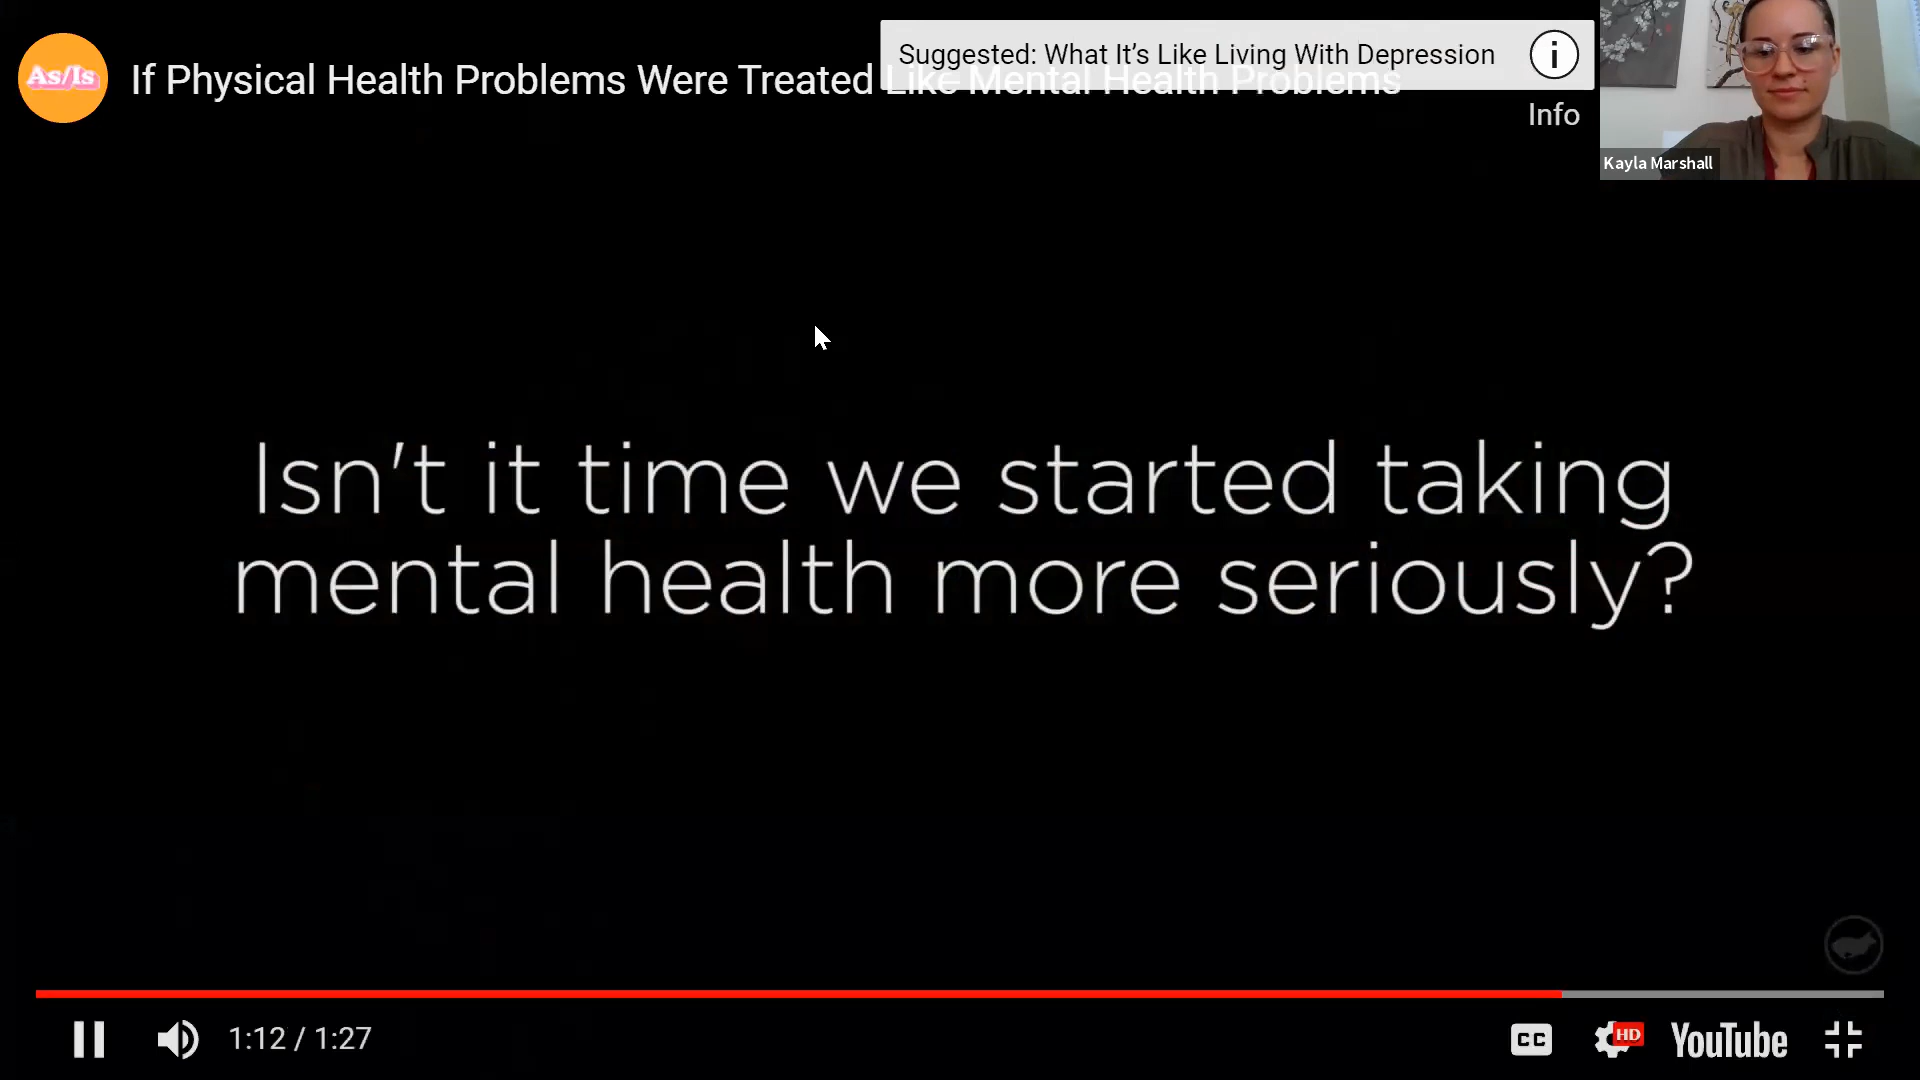 As/Is
If Physical Health Problems Were Treated Like Mental Health Problems
Suggested: What It’s Like Living With Depression
i
Info
Kayla Marshall
Isn't it time we started taking
mental health more seriously?
1:12 / 1:27
CC
HD
YouTube